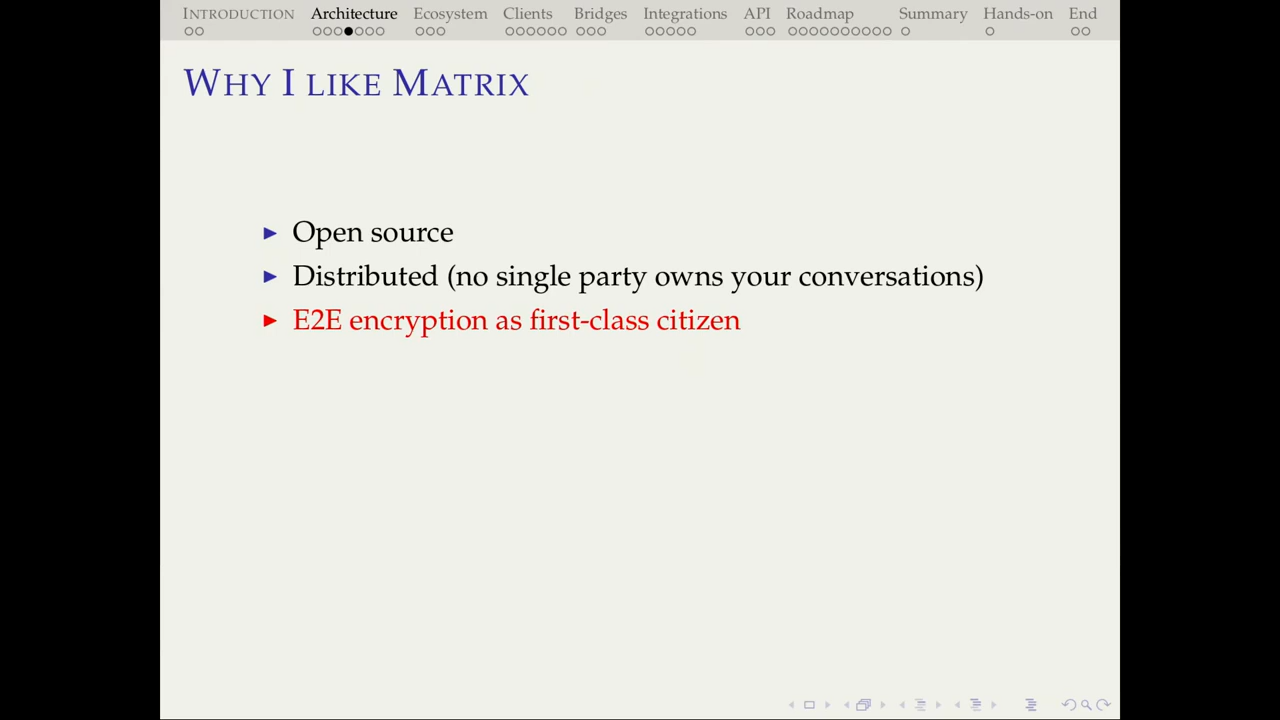 INTRODUCTION Architecture Ecosystem Clients Bridges Integrations API Roadmap Summary Hands-on End
WHY I LIKE MATRIX
Open source
Distributed (no single party owns your conversations)
E2E encryption as first-class citizen